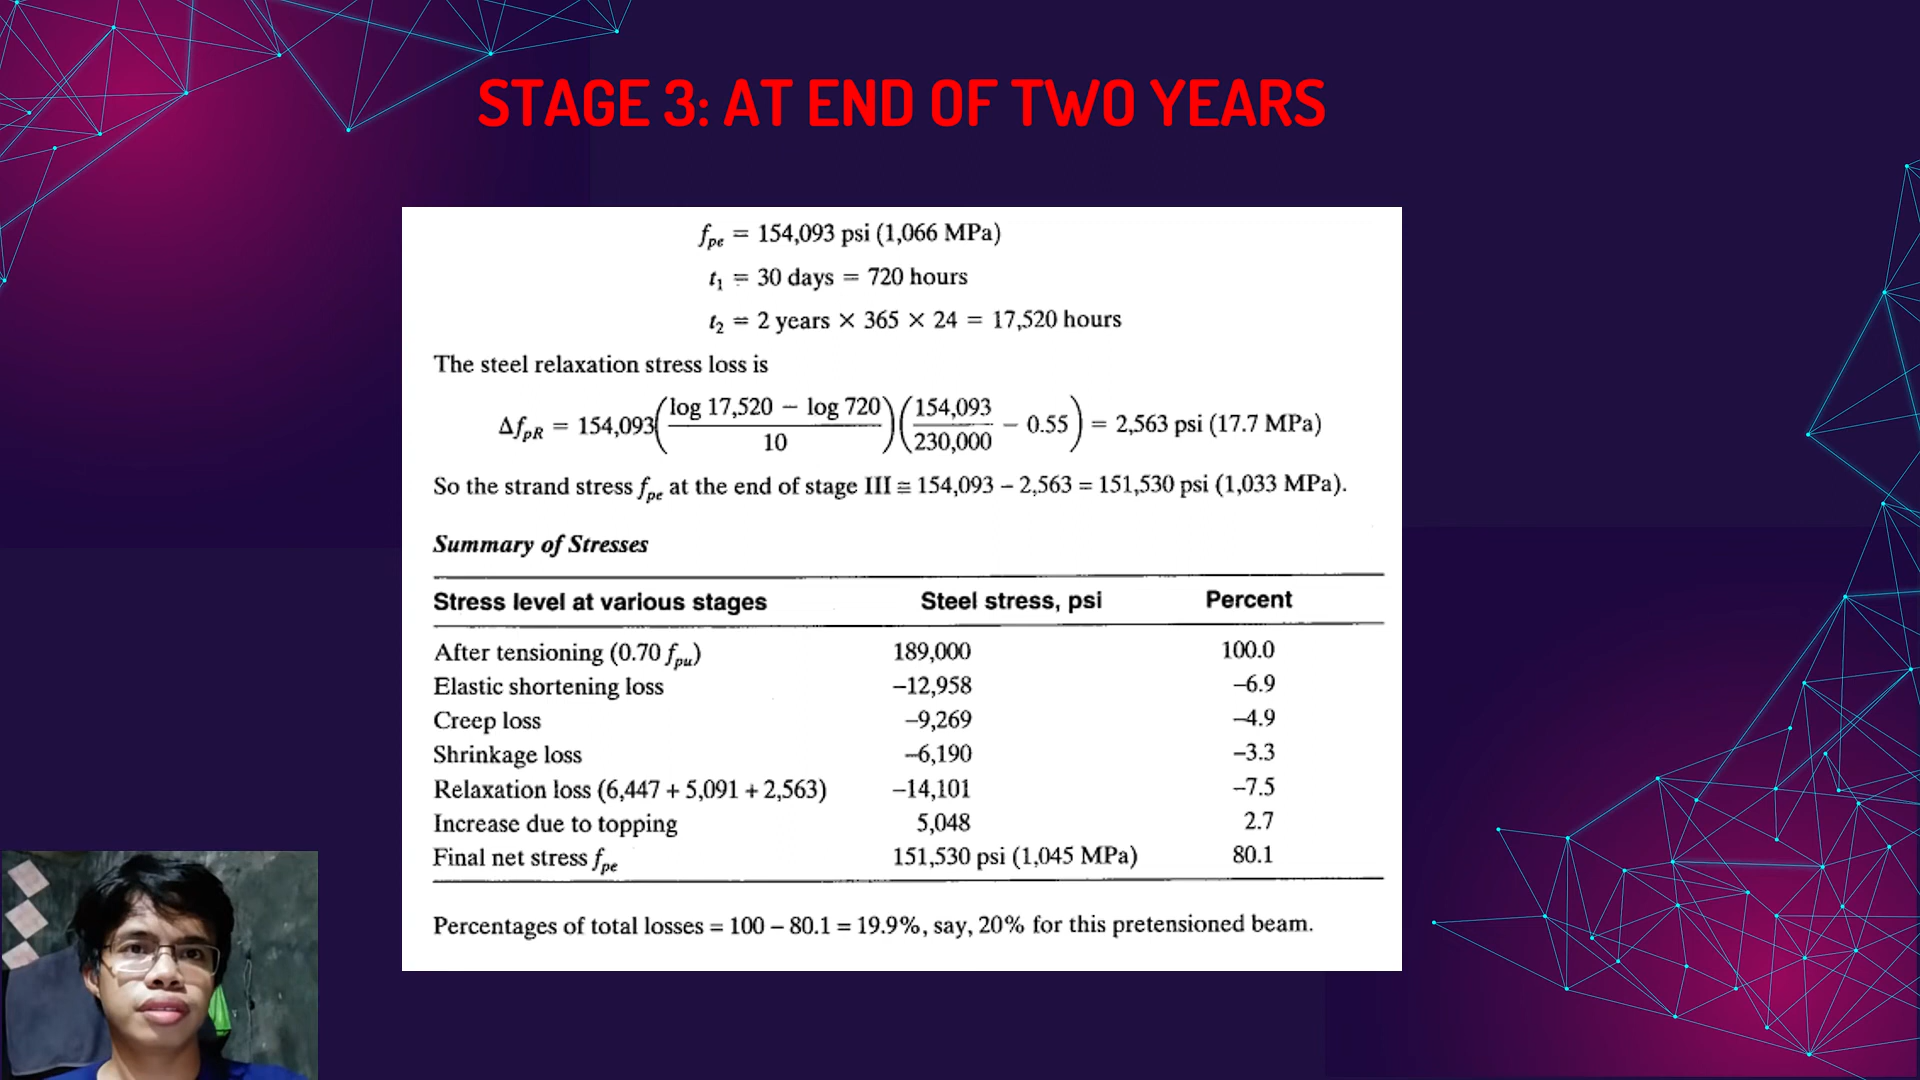 STAGE 3: AT END OF TWO YEARS
fpe = 154,093 psi (1,066 MPa)
t1 = 30 days = 720 hours
t2 = 2 years × 365 × 24 = 17,520 hours
The steel relaxation stress loss is
ΔfpR = 154,093((log 17,520 − log 720)/10)(154,093/230,000 − 0.55) = 2,563 psi (17.7 MPa)
So the strand stress fpe at the end of stage III ≅ 154,093 − 2,563 = 151,530 psi (1,033 MPa).
Summary of Stresses
Stress level at various stages Steel stress, psi Percent
After tensioning (0.70 fpu) 189,000 100.0
Elastic shortening loss −12,958 −6.9
Creep loss −9,269 −4.9
Shrinkage loss −6,190 −3.3
Relaxation loss (6,447 + 5,091 + 2,563) −14,101 −7.5
Increase due to topping 5,048 2.7
Final net stress fpe 151,530 psi (1,045 MPa) 80.1
Percentages of total losses = 100 − 80.1 = 19.9%, say, 20% for this pretensioned beam.